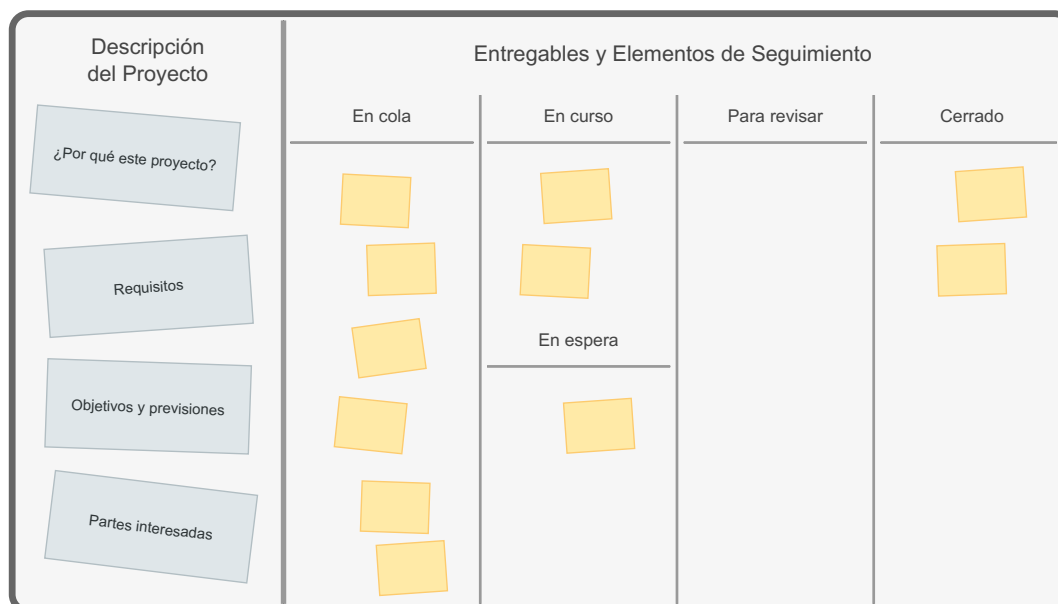 Descripción
del Proyecto
¿Por qué este proyecto?
Requisitos
Objetivos y previsiones
Partes interesadas
Entregables y Elementos de Seguimiento
En cola
En curso
Para revisar
Cerrado
En espera